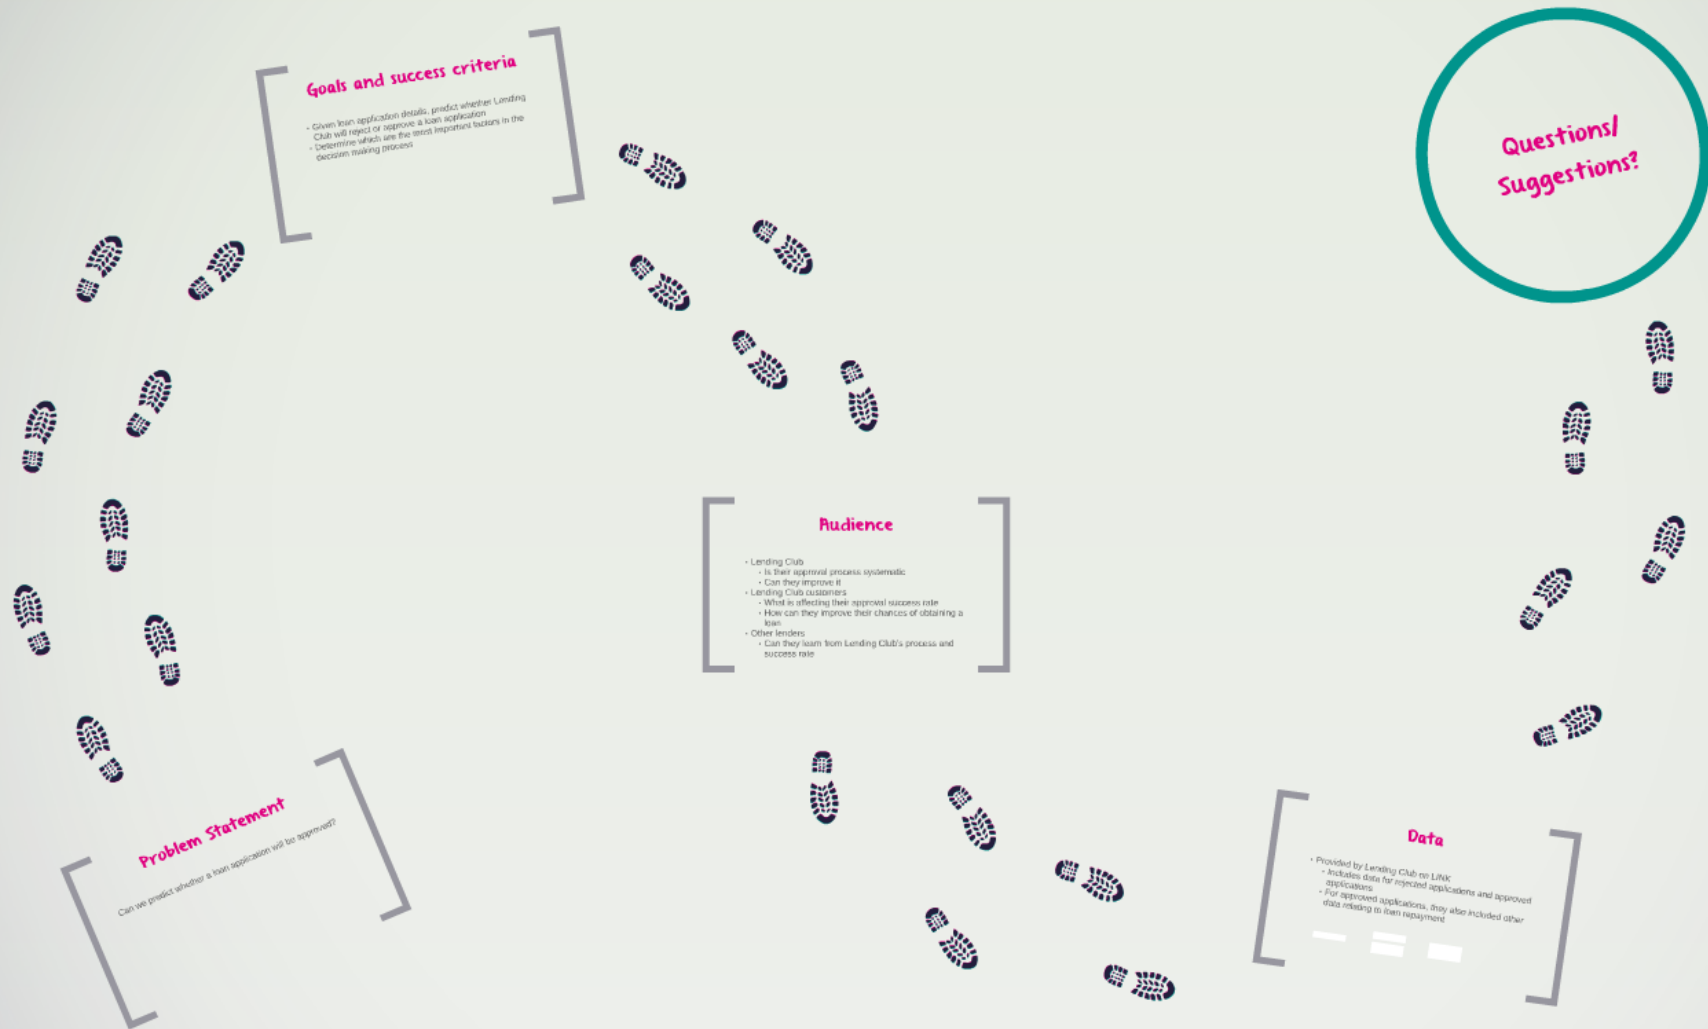 Problem Statement
Can we predict whether a loan application will be approved?
Goals and success criteria
- Given loan application details, predict whether Lending
Club will reject or approve a loan application
- Determine which are the most important factors in the
decision making process
Audience
- Lending Club
- Is their approval process systematic
- Can they improve it
- Lending Club customers
- What is affecting their approval success rate
- How can they improve their chances of obtaining a
loan
- Other lenders
- Can they learn from Lending Club's process and
success rate
Data
- Provided by Lending Club on LINK
- Includes data for rejected applications and approved
applications
- For approved applications, they also included other
data relating to loan repayment
Questions/
Suggestions?